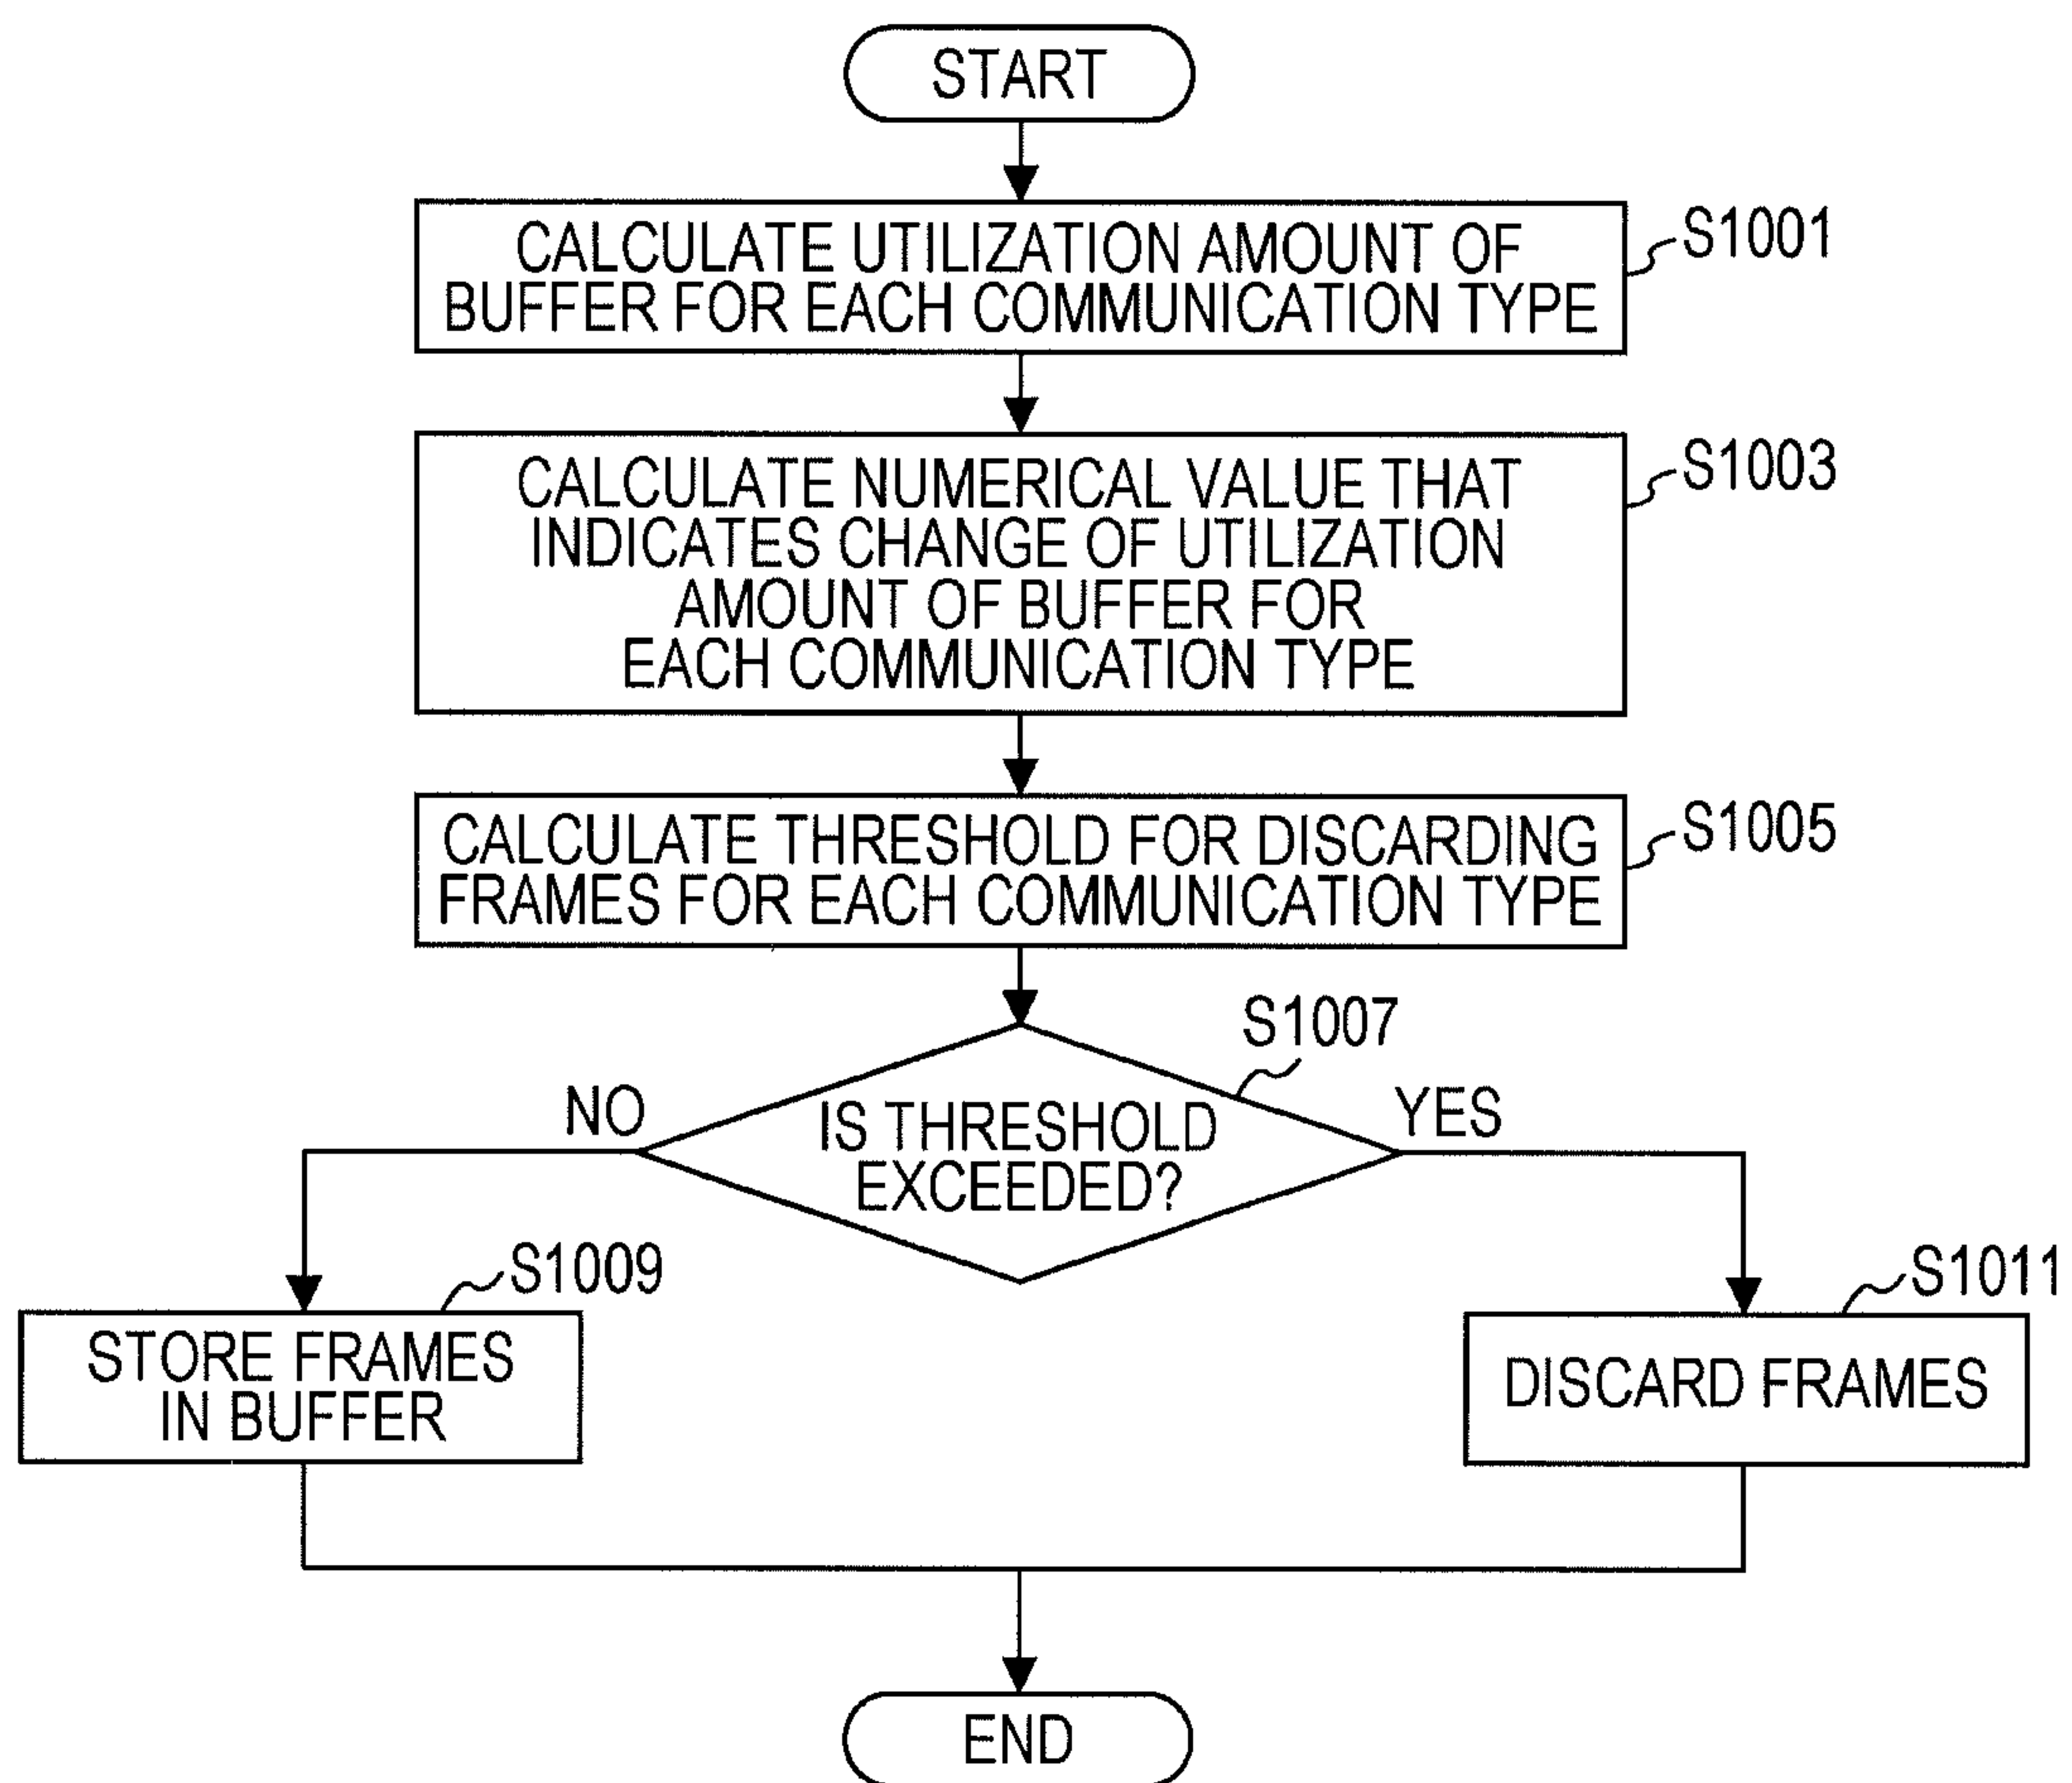 START
CALCULATE UTILIZATION AMOUNT OF
BUFFER FOR EACH COMMUNICATION TYPE
S1001
CALCULATE NUMERICAL VALUE THAT
INDICATES CHANGE OF UTILIZATION
AMOUNT OF BUFFER FOR
EACH COMMUNICATION TYPE
S1003
CALCULATE THRESHOLD FOR DISCARDING
FRAMES FOR EACH COMMUNICATION TYPE
S1005
S1007
NO
IS THRESHOLD
EXCEEDED?
YES
S1009
STORE FRAMES
IN BUFFER
S1011
DISCARD FRAMES
END